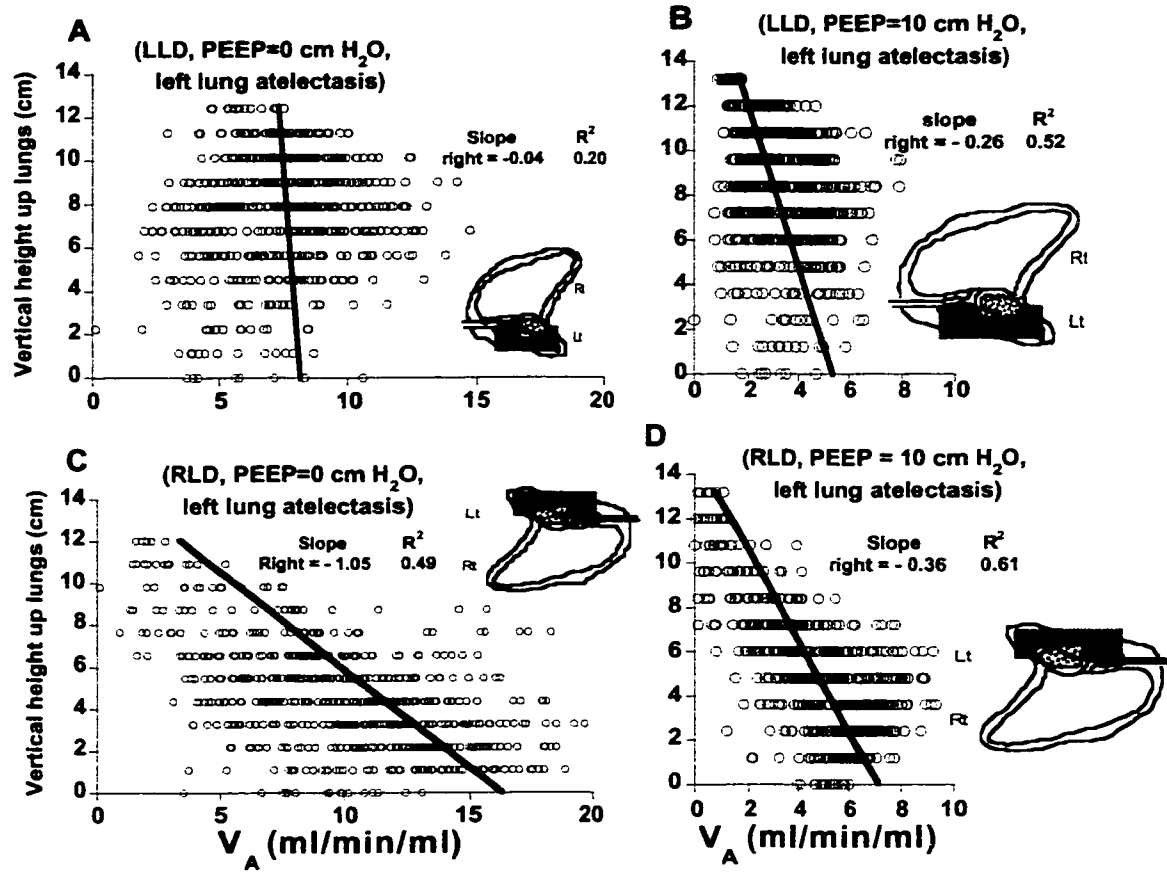 A
(LLD, PEEP=0 cm H2O,
left lung atelectasis)
Vertical height up lungs (cm)
14
12
10
8
6
4
2
0
Slope R2
right = -0.04 0.20
Rt
Lt
0 5 10 15 20
B
(LLD, PEEP=10 cm H2O,
left lung atelectasis)
14
12
10
8
6
4
2
0
slope R2
right = - 0.26 0.52
Rt
Lt
0 2 4 6 8 10
C
(RLD, PEEP=0 cm H2O,
left lung atelectasis)
Vertical height up lungs (cm)
14
12
10
8
6
4
2
0
Lt
Slope R2
Right = - 1.05 0.49
Rt
0 5 10 15 20
VA (ml/min/ml)
D
(RLD, PEEP = 10 cm H2O,
left lung atelectasis)
14
12
10
8
6
4
2
0
Slope R2
right = - 0.36 0.61
Lt
Rt
0 2 4 6 8 10
VA (ml/min/ml)